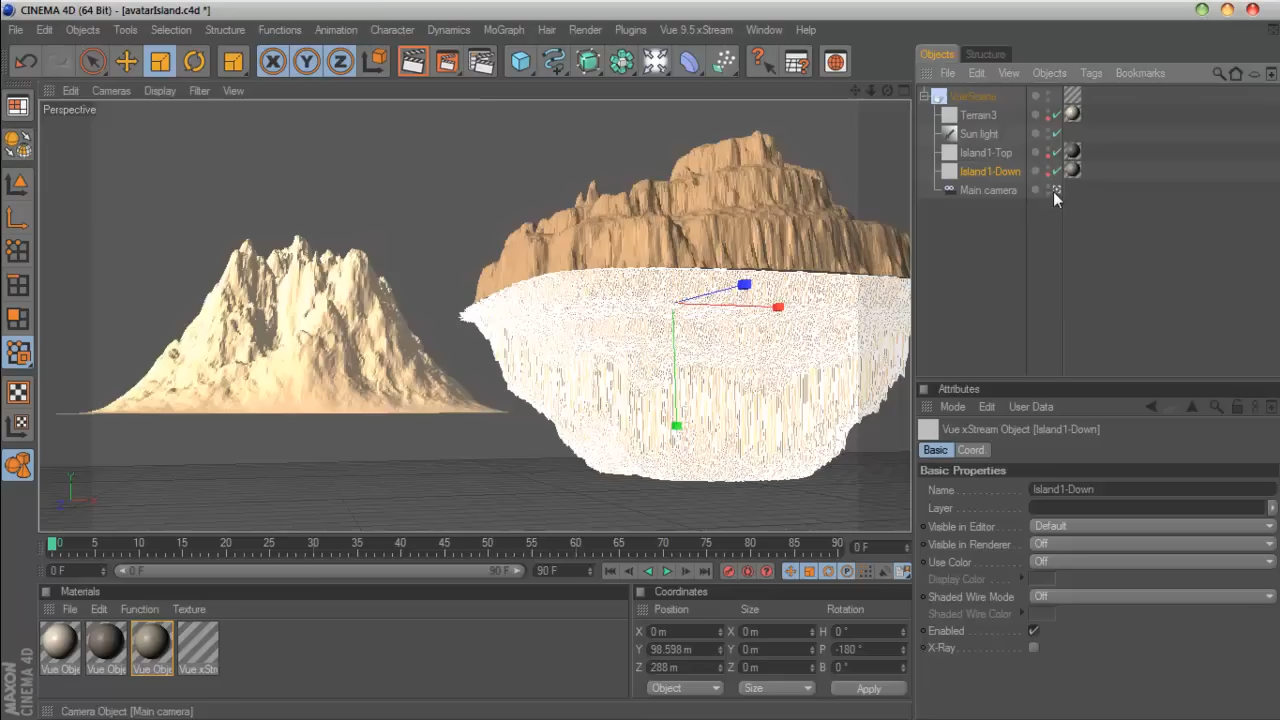 CINEMA 4D (64 Bit) - [avatarIsland.c4d *]
File Edit Objects Tools Selection Structure Functions Animation Character Dynamics MoGraph Hair Render Plugins Vue 9.5 xStream Window Help
Objects Structure
File Edit View Objects Tags Bookmarks
Edit Cameras Display Filter View
Perspective
Terrain3
Sun light
Island1-Top
Island1-Down
Main camera
Attributes
Mode Edit User Data
Vue xStream Object [Island1-Down]
Basic Coord
Basic Properties
Name Island1-Down
Layer
Visible in Editor Default
Visible in Renderer Off
Use Color Off
Display Color
Shaded Wire Mode Off
Shaded Wire Color
Enabled
X-Ray
0 5 10 15 20 25 30 35 40 45 50 55 60 65 70 75 80 85 90 0 F
0 F 0 F 90 F 90 F
Materials
File Edit Function Texture
Vue Obje Vue Obje Vue Obje Vue xStr
Coordinates
Position Size Rotation
X 0 m X 0 m H 0 °
Y 98.598 m Y 0 m P -180 °
Z 288 m Z 0 m B 0 °
Object Size Apply
MAXON
CINEMA 4D
Camera Object [Main camera]
Y
X
Z